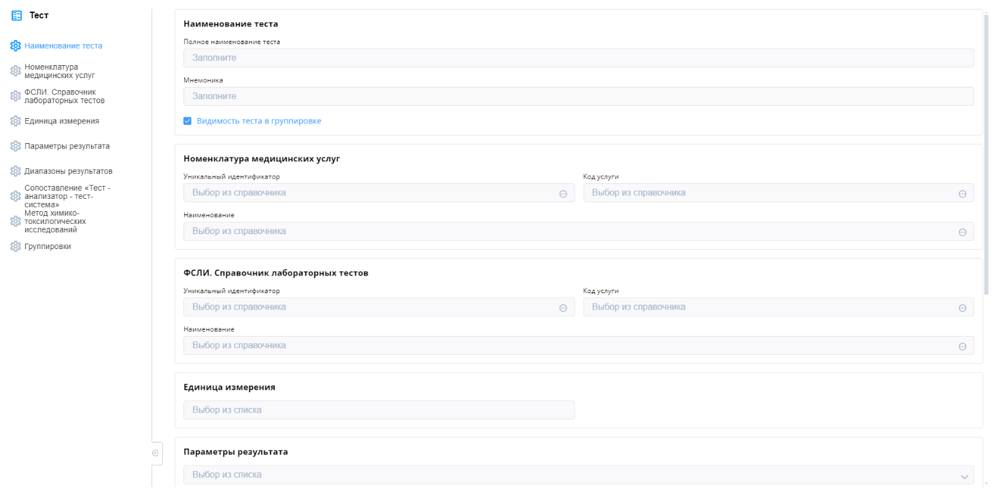 Тест
Наименование теста
Номенклатура
медицинских услуг
ФСЛИ. Справочник
лабораторных тестов
Единица измерения
Параметры результата
Диапазоны результатов
Сопоставление «Тест -
анализатор - тест-
система»
Метод химико-
токсилогических
исследований
Группировки
Наименование теста
Полное наименование теста
Заполните
Мнемоника
Заполните
Видимость теста в группировке
Номенклатура медицинских услуг
Уникальный идентификатор
Код услуги
Выбор из справочника
Выбор из справочника
Наименование
Выбор из справочника
ФСЛИ. Справочник лабораторных тестов
Уникальный идентификатор
Код услуги
Выбор из справочника
Выбор из справочника
Наименование
Выбор из справочника
Единица измерения
Выбор из списка
Параметры результата
Выбор из списка